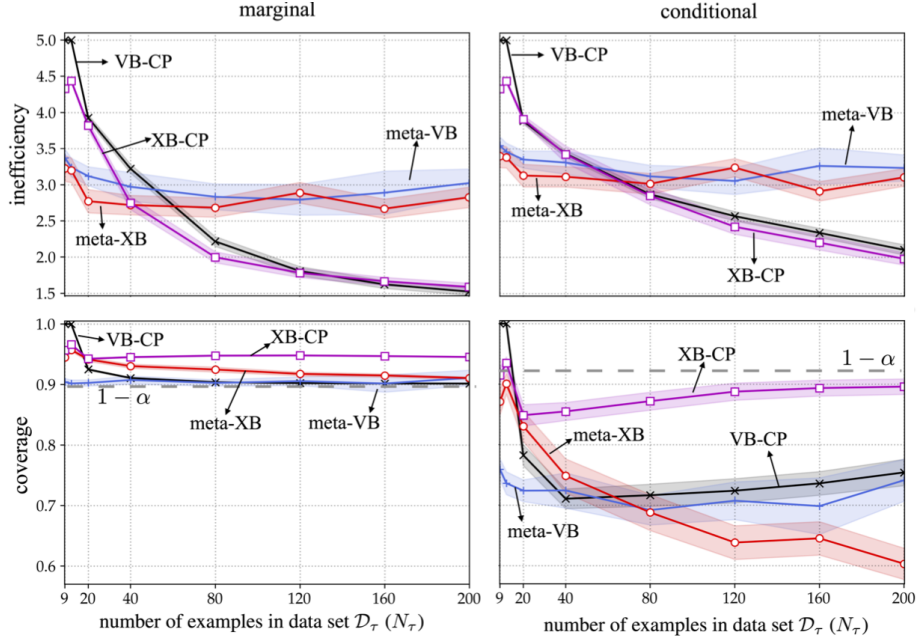 marginal
conditional
inefficiency
5.0
4.5
4.0
3.5
3.0
2.5
2.0
1.5
VB-CP
XB-CP
meta-VB
meta-XB
VB-CP
meta-VB
meta-XB
XB-CP
coverage
1.0
0.9
0.8
0.7
0.6
VB-CP
XB-CP
1 − α
meta-XB
meta-VB
XB-CP
1 − α
meta-XB
VB-CP
meta-VB
9 20 40 80 120 160 200
9 20 40 80 120 160 200
number of examples in data set 𝒟τ (Nτ)
number of examples in data set 𝒟τ (Nτ)